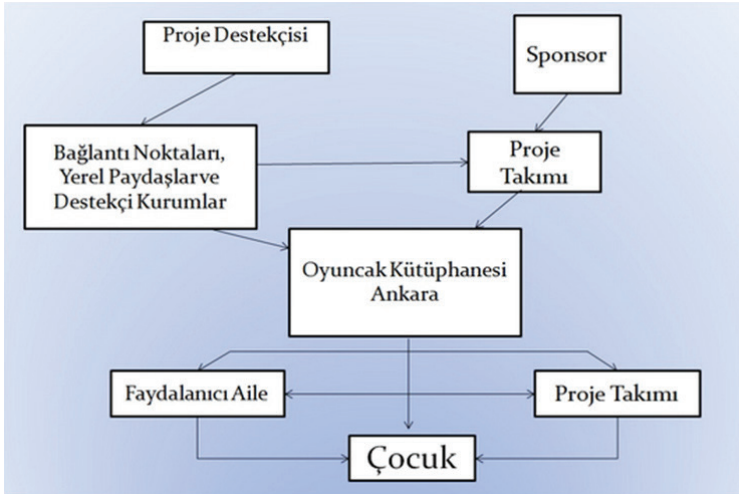 Proje Destekçisi
Sponsor
Bağlantı Noktaları,
Yerel Paydaşlarve
Destekçi Kurumlar
Proje
Takımı
Oyuncak Kütüphanesi
Ankara
Faydalanıcı Aile
Proje Takımı
Çocuk